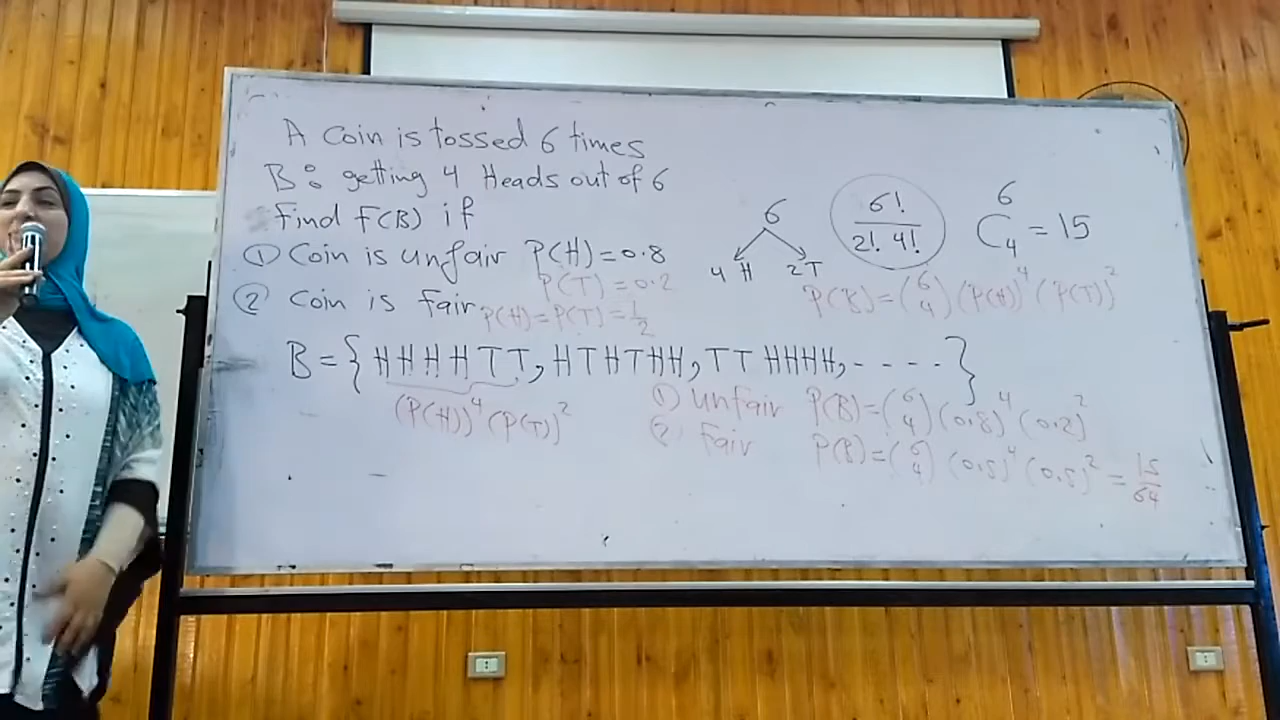 A Coin is tossed 6 times
B: getting 4 Heads out of 6
Find P(B) if
① Coin is unfair P(H)=0.8
P(T)=0.2
② Coin is Fair P(H)=P(T)=1/2
6
4H 2T
6!/(2! 4!)
⁶C₄ = 15
P(B)=(6 4)(P(H))⁴(P(T))²
B={HHHHTT, HTHTHH, TTHHHH, - - - -}
(P(H))⁴(P(T))²
① unfair P(B)=(6 4)(0.8)⁴(0.2)²
② Fair P(B)=(6 4)(0.5)⁴(0.5)² = 15/64